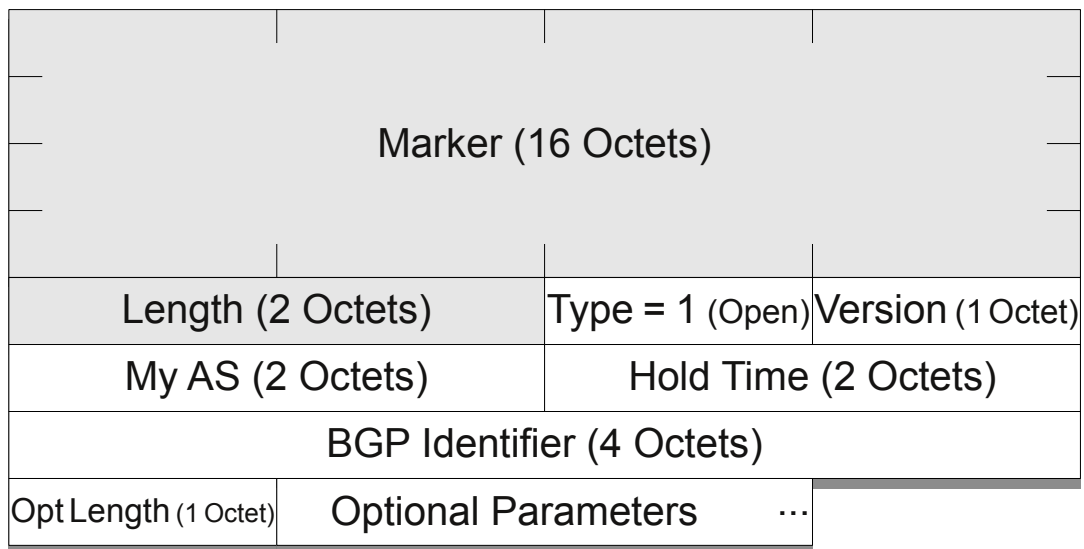 Marker (16 Octets)
Length (2 Octets) Type = 1 (Open) Version (1 Octet)
My AS (2 Octets) Hold Time (2 Octets)
BGP Identifier (4 Octets)
Opt Length (1 Octet) Optional Parameters ...